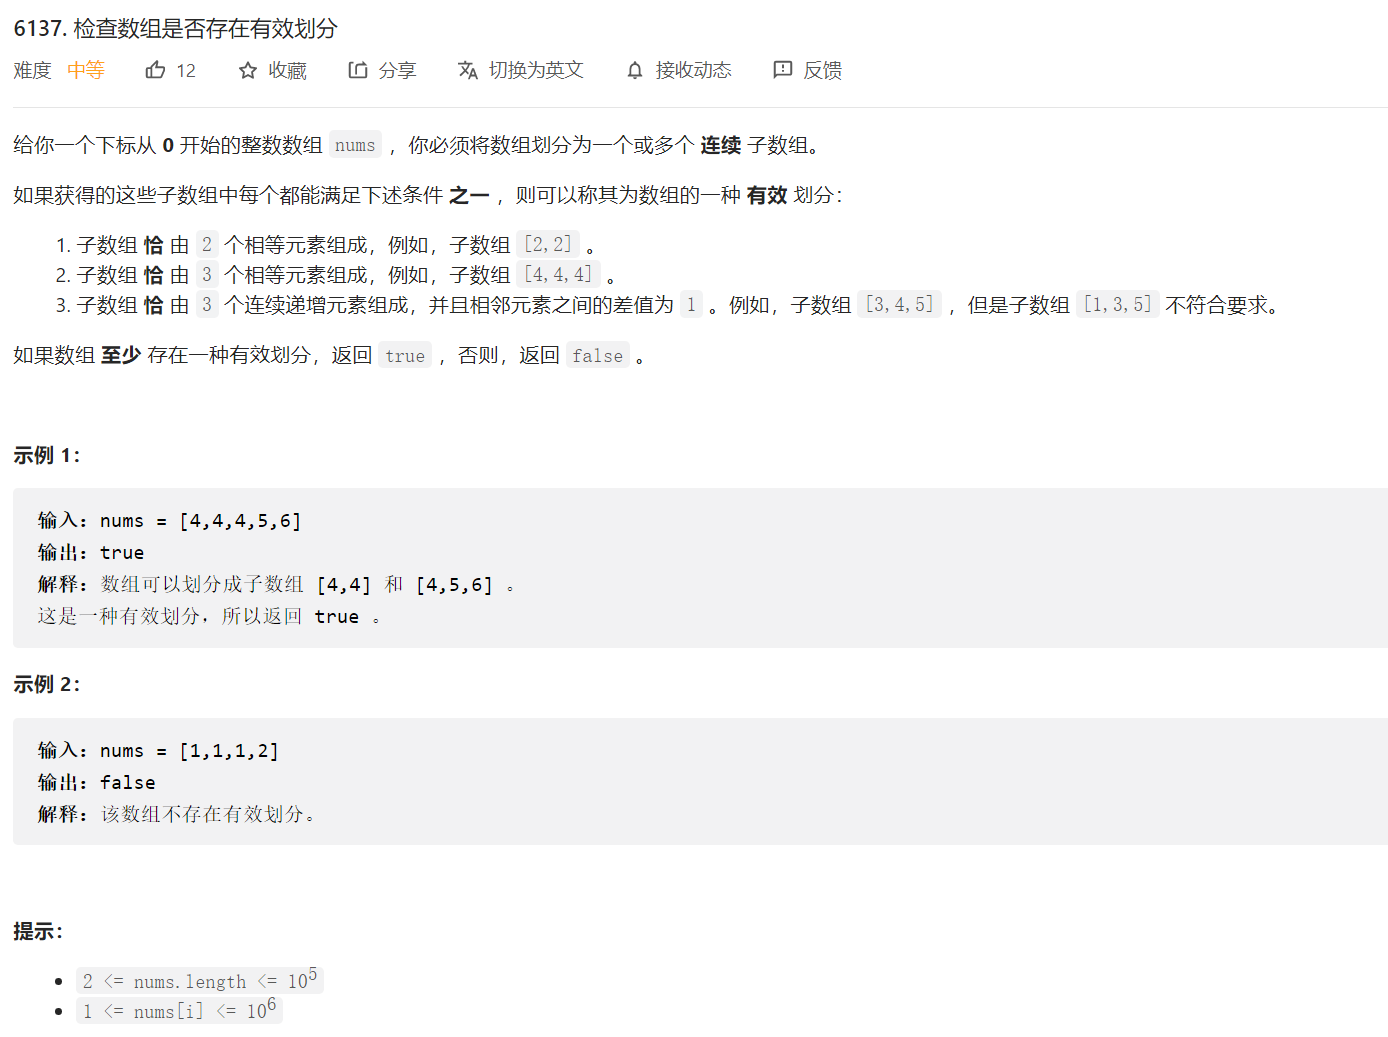 6137. 检查数组是否存在有效划分
难度 中等 12 收藏 分享 切换为英文 接收动态 反馈
给你一个下标从 0 开始的整数数组 nums ，你必须将数组划分为一个或多个 连续 子数组。
如果获得的这些子数组中每个都能满足下述条件 之一 ，则可以称其为数组的一种 有效 划分：
1. 子数组 恰 由 2 个相等元素组成，例如，子数组 [2,2] 。
2. 子数组 恰 由 3 个相等元素组成，例如，子数组 [4,4,4] 。
3. 子数组 恰 由 3 个连续递增元素组成，并且相邻元素之间的差值为 1 。例如，子数组 [3,4,5] ，但是子数组 [1,3,5] 不符合要求。
如果数组 至少 存在一种有效划分，返回 true ，否则，返回 false 。
示例 1：
输入：nums = [4,4,4,5,6]
输出：true
解释：数组可以划分成子数组 [4,4] 和 [4,5,6] 。
这是一种有效划分，所以返回 true 。
示例 2：
输入：nums = [1,1,1,2]
输出：false
解释：该数组不存在有效划分。
提示：
• 2 <= nums.length <= 10⁵
• 1 <= nums[i] <= 10⁶